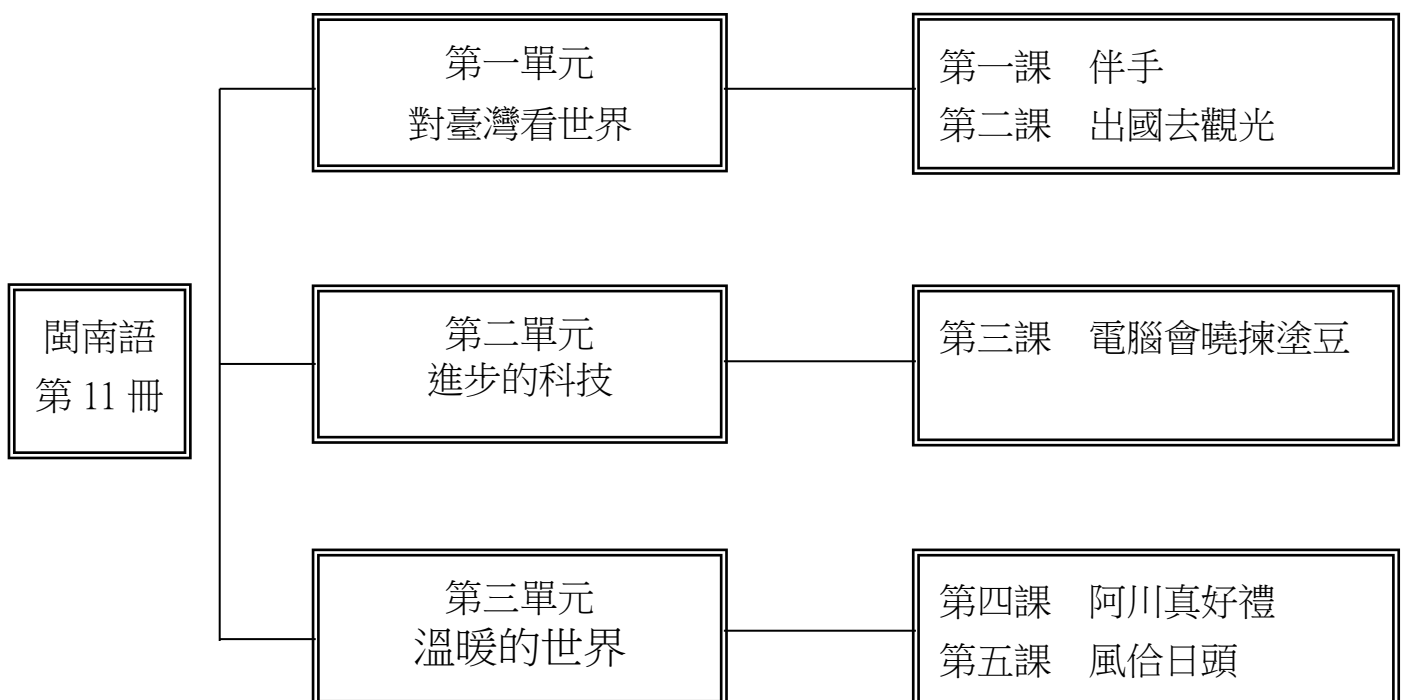 第一單元
對臺灣看世界
第一課　伴手
第二課　出國去觀光
閩南語
第 11 冊
第二單元
進步的科技
第三課　電腦會曉揀塗豆
第三單元
溫暖的世界
第四課　阿川真好禮
第五課　風佮日頭